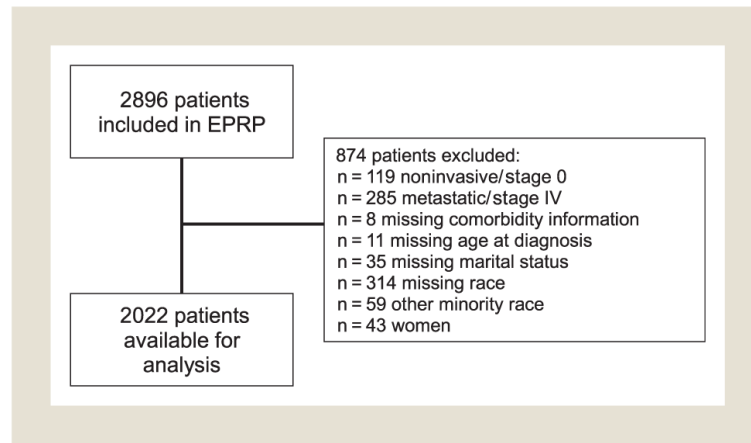 2896 patients
included in EPRP
874 patients excluded:
n = 119 noninvasive/stage 0
n = 285 metastatic/stage IV
n = 8 missing comorbidity information
n = 11 missing age at diagnosis
n = 35 missing marital status
n = 314 missing race
n = 59 other minority race
n = 43 women
2022 patients
available for
analysis